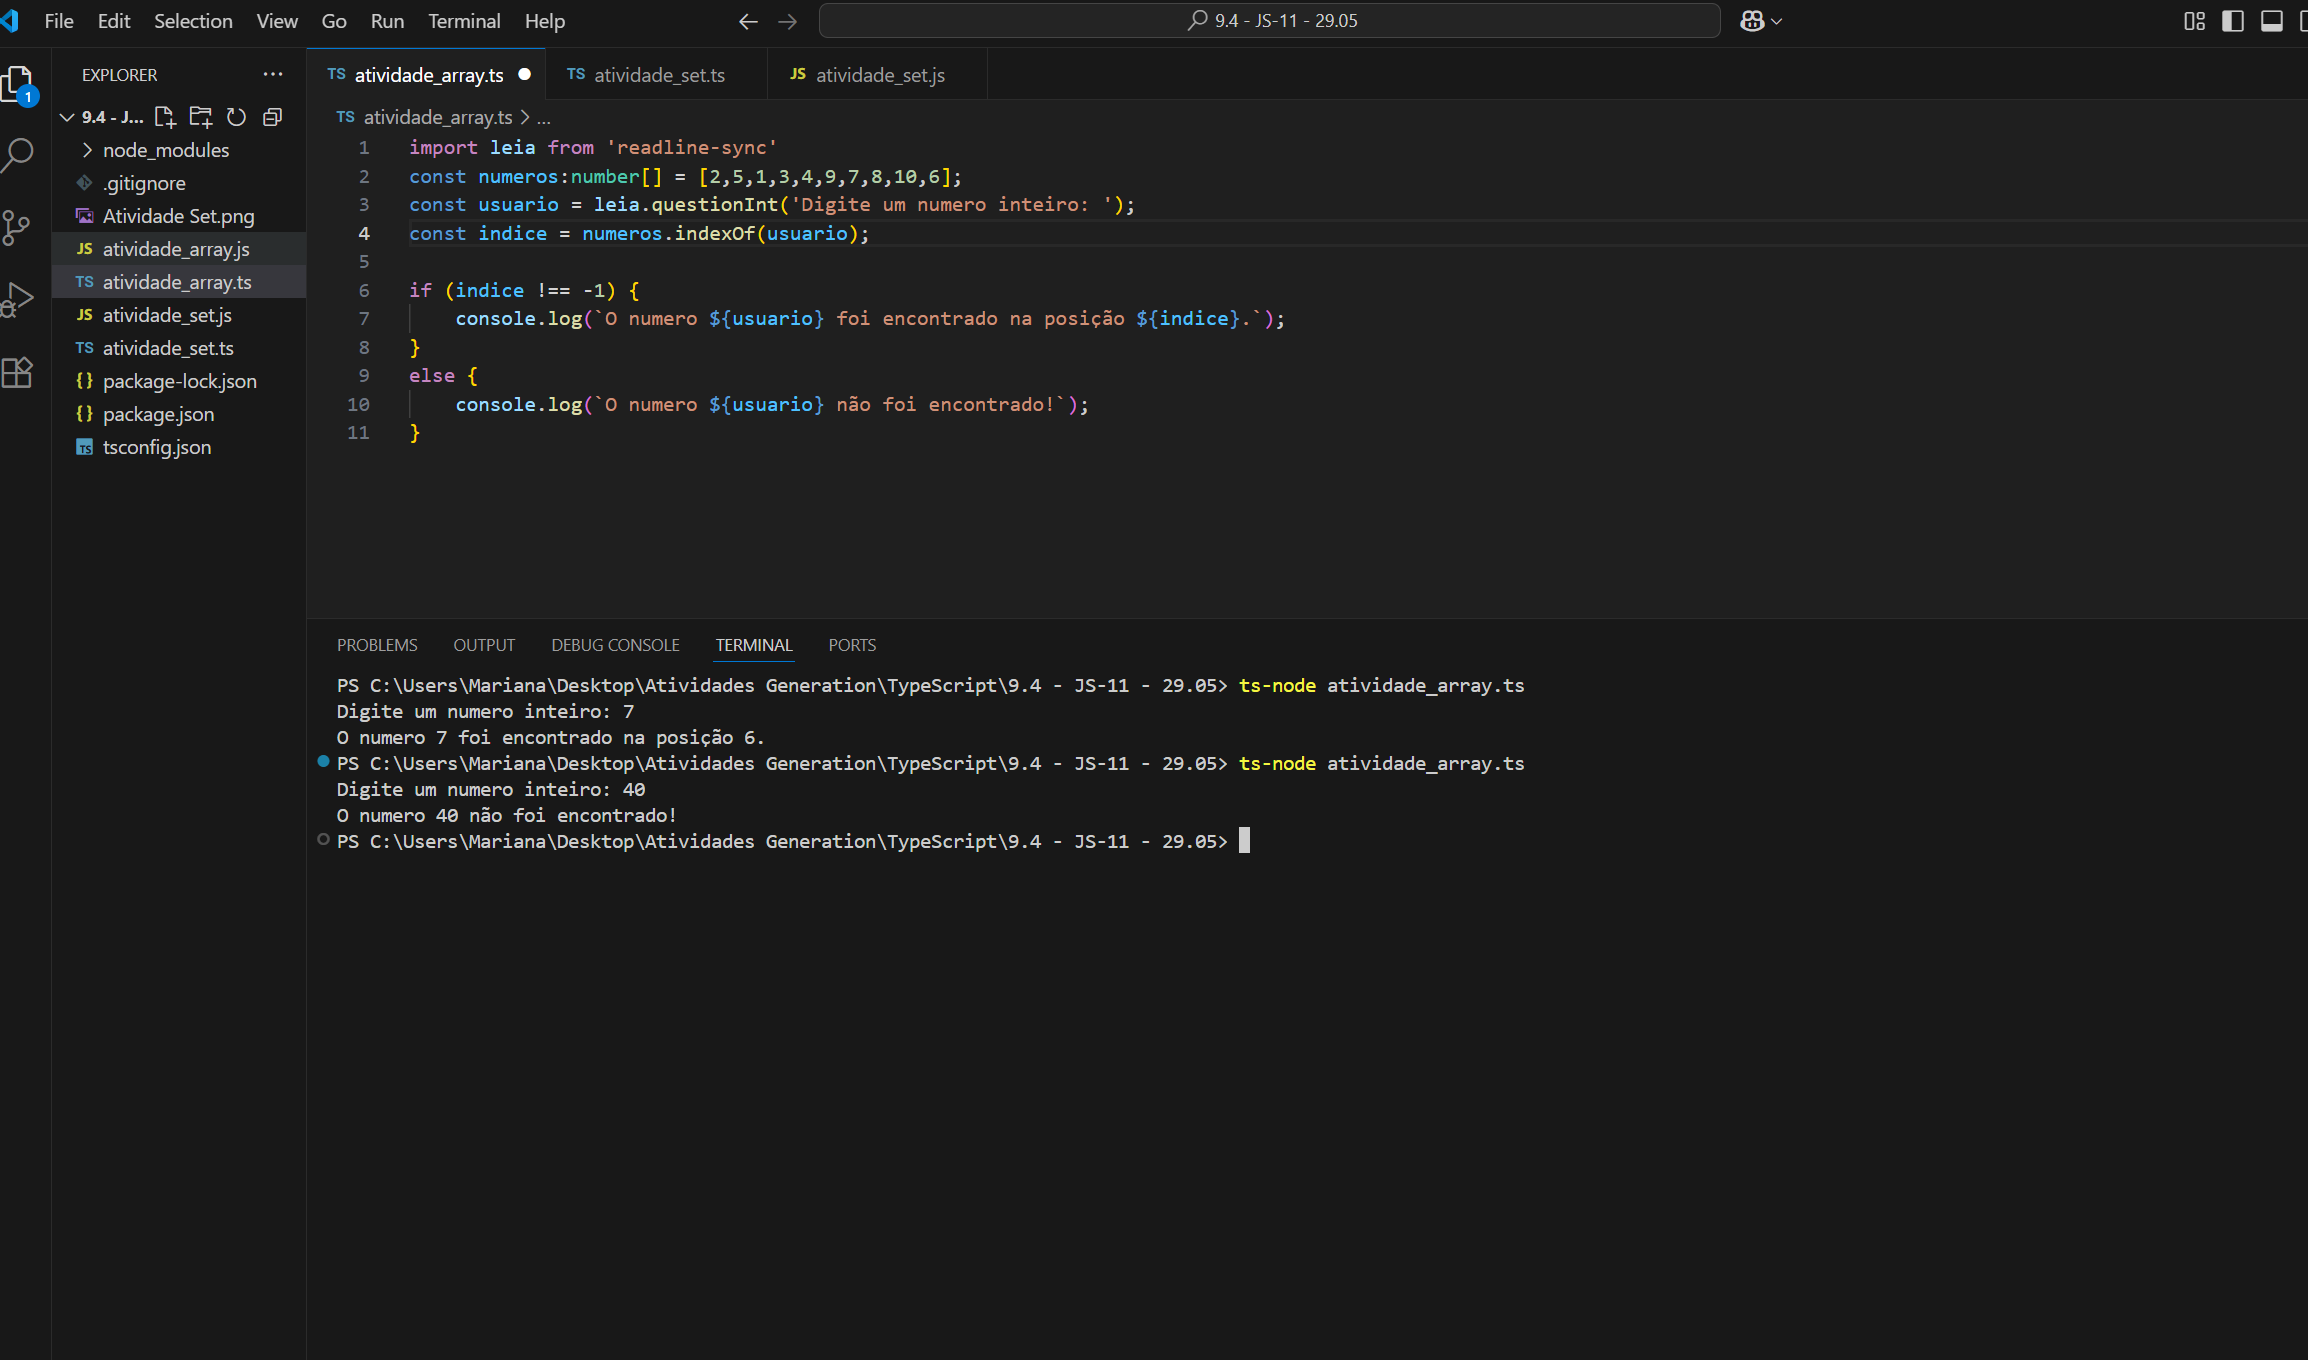 File Edit Selection View Go Run Terminal Help
9.4 - JS-11 - 29.05
EXPLORER
1
9.4 - J...
node_modules
.gitignore
Atividade Set.png
JS atividade_array.js
TS atividade_array.ts
JS atividade_set.js
TS atividade_set.ts
{} package-lock.json
{} package.json
TS tsconfig.json
TS atividade_array.ts
TS atividade_set.ts
JS atividade_set.js
TS atividade_array.ts > ...
1 import leia from 'readline-sync'
2 const numeros:number[] = [2,5,1,3,4,9,7,8,10,6];
3 const usuario = leia.questionInt('Digite um numero inteiro: ');
4 const indice = numeros.indexOf(usuario);
5
6 if (indice !== -1) {
7 console.log(`O numero ${usuario} foi encontrado na posição ${indice}.`);
8 }
9 else {
10 console.log(`O numero ${usuario} não foi encontrado!`);
11 }
PROBLEMS OUTPUT DEBUG CONSOLE TERMINAL PORTS
PS C:\Users\Mariana\Desktop\Atividades Generation\TypeScript\9.4 - JS-11 - 29.05> ts-node atividade_array.ts
Digite um numero inteiro: 7
O numero 7 foi encontrado na posição 6.
PS C:\Users\Mariana\Desktop\Atividades Generation\TypeScript\9.4 - JS-11 - 29.05> ts-node atividade_array.ts
Digite um numero inteiro: 40
O numero 40 não foi encontrado!
PS C:\Users\Mariana\Desktop\Atividades Generation\TypeScript\9.4 - JS-11 - 29.05>